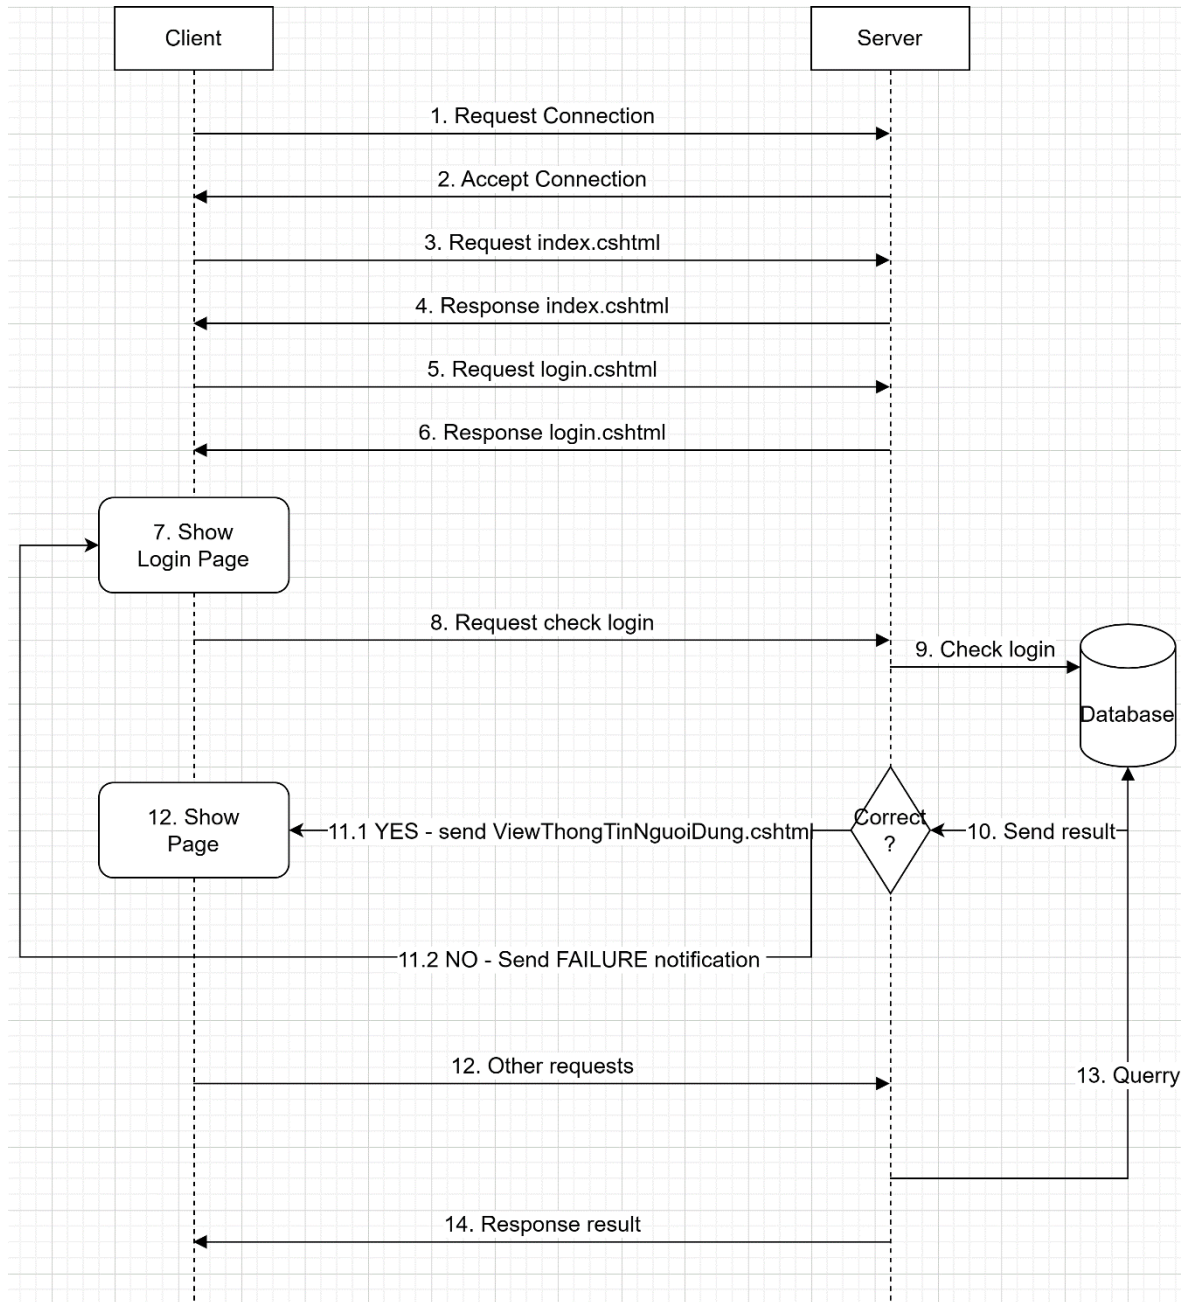 Client
Server
1. Request Connection
2. Accept Connection
3. Request index.cshtml
4. Response index.cshtml
5. Request login.cshtml
6. Response login.cshtml
7. Show
Login Page
8. Request check login
9. Check login
Database
12. Show
Page
11.1 YES - send ViewThongTinNguoiDung.cshtml
Correct
?
10. Send result
11.2 NO - Send FAILURE notification
12. Other requests
13. Querry
14. Response result